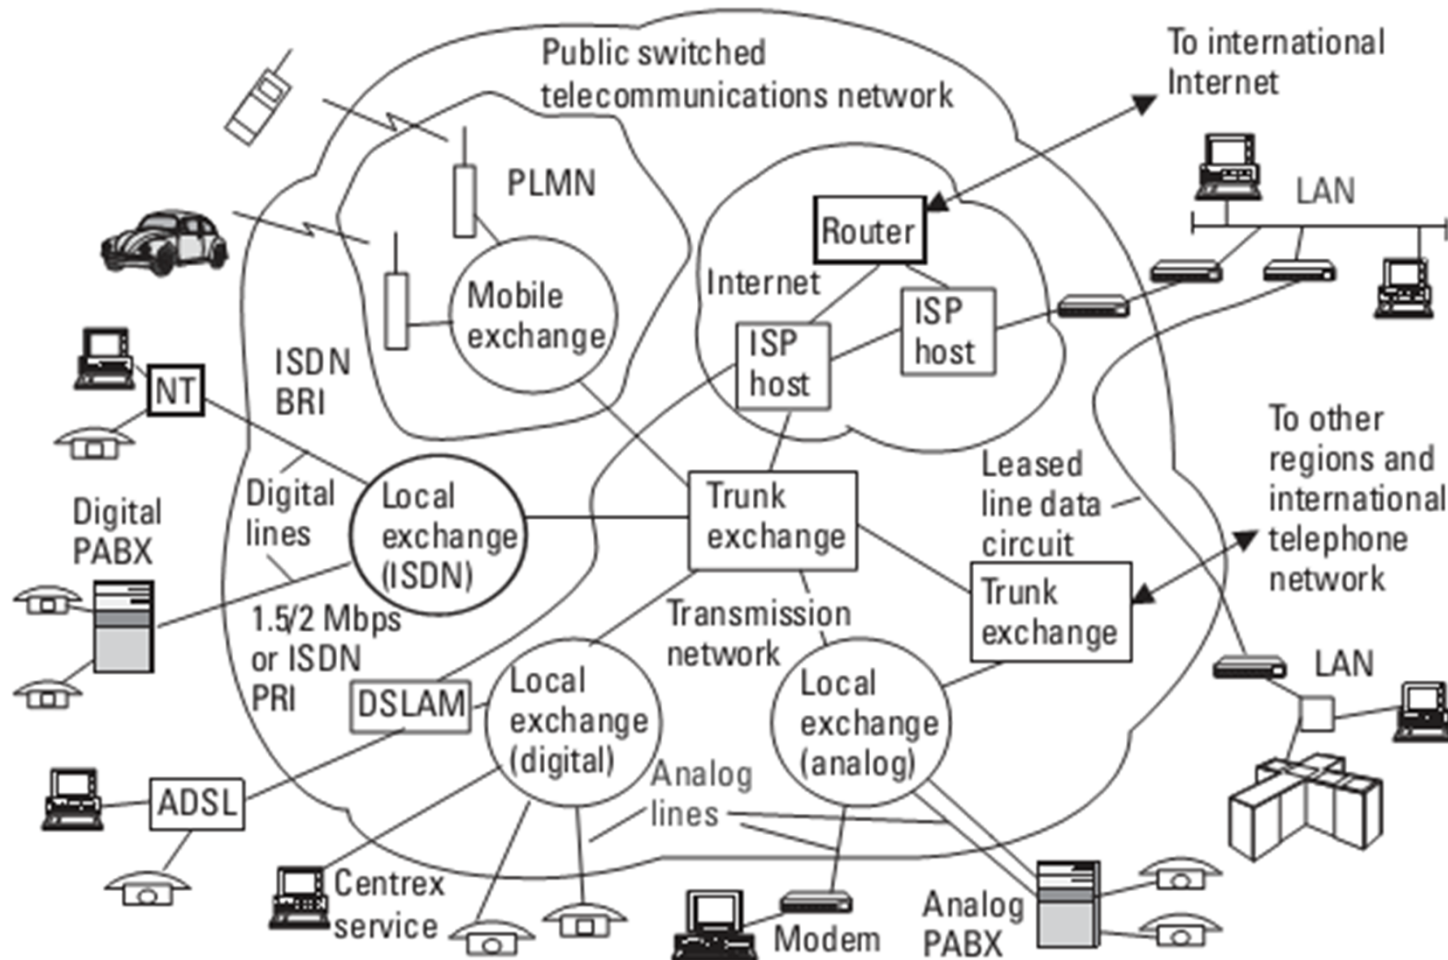 Public switched
telecommunications network
To international
Internet
PLMN
LAN
Router
Mobile
exchange
Internet
ISP
host
ISP
host
NT
ISDN
BRI
To other
regions and
international
telephone
network
Leased
line data
circuit
Digital
lines
Local
exchange
(ISDN)
Trunk
exchange
Digital
PABX
Trunk
exchange
1.5/2 Mbps
or ISDN
PRI
Transmission
network
LAN
DSLAM
Local
exchange
(digital)
Local
exchange
(analog)
ADSL
Analog
lines
Centrex
service
Modem
Analog
PABX